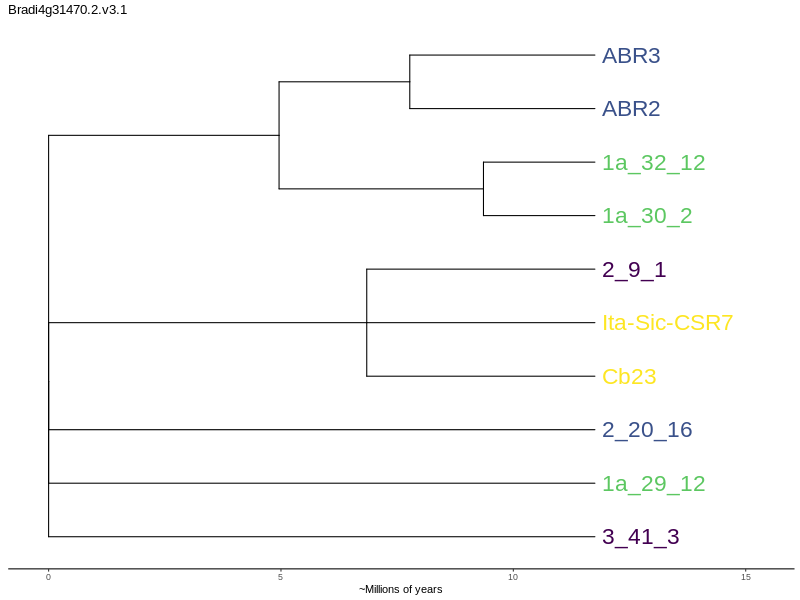 Bradi4g31470.2.v3.1
ABR3
ABR2
1a_32_12
1a_30_2
2_9_1
Ita-Sic-CSR7
Cb23
2_20_16
1a_29_12
3_41_3
0 5 10 15
~Millions of years